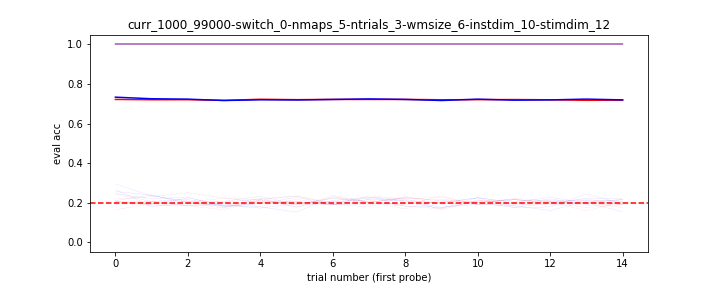 curr_1000_99000-switch_0-nmaps_5-ntrials_3-wmsize_6-instdim_10-stimdim_12
1.0
0.8
0.6
0.4
0.2
0.0
eval acc
0 2 4 6 8 10 12 14
trial number (first probe)